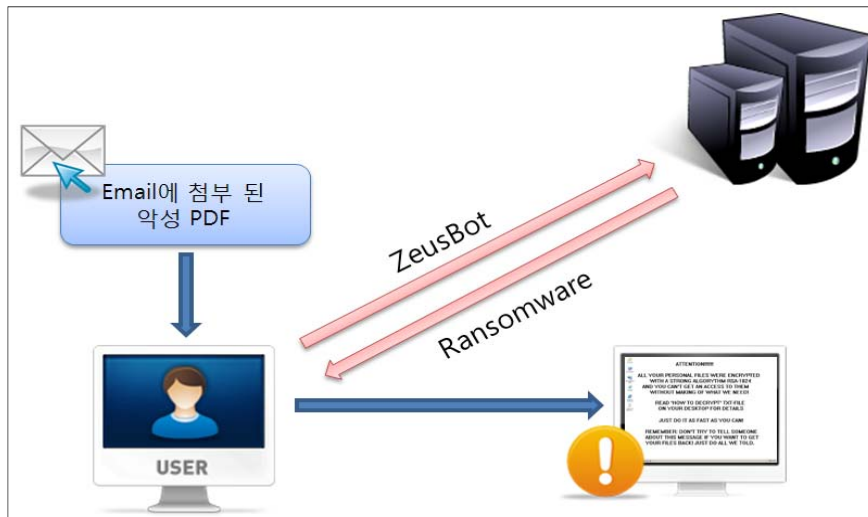 Email에 첨부 된
악성 PDF
ZeusBot
Ransomware
USER
ATTENTION!!!!!
ALL YOUR PERSONAL FILES WERE ENCRYPTED
WITH A STRONG ALGORYTHM RSA-1024
AND YOU CAN'T GET AN ACCESS TO THEM
WITHOUT MAKING OF WHAT WE NEED!
READ "HOW TO DECRYPT" TXT-FILE
ON YOUR DESKTOP FOR DETAILS
JUST DO IT AS FAST AS YOU CAN!
REMEMBER: DON'T TRY TO TELL SOMEONE
ABOUT THIS MESSAGE IF YOU WANT TO GET
YOUR FILES BACK! JUST DO ALL WE TOLD.